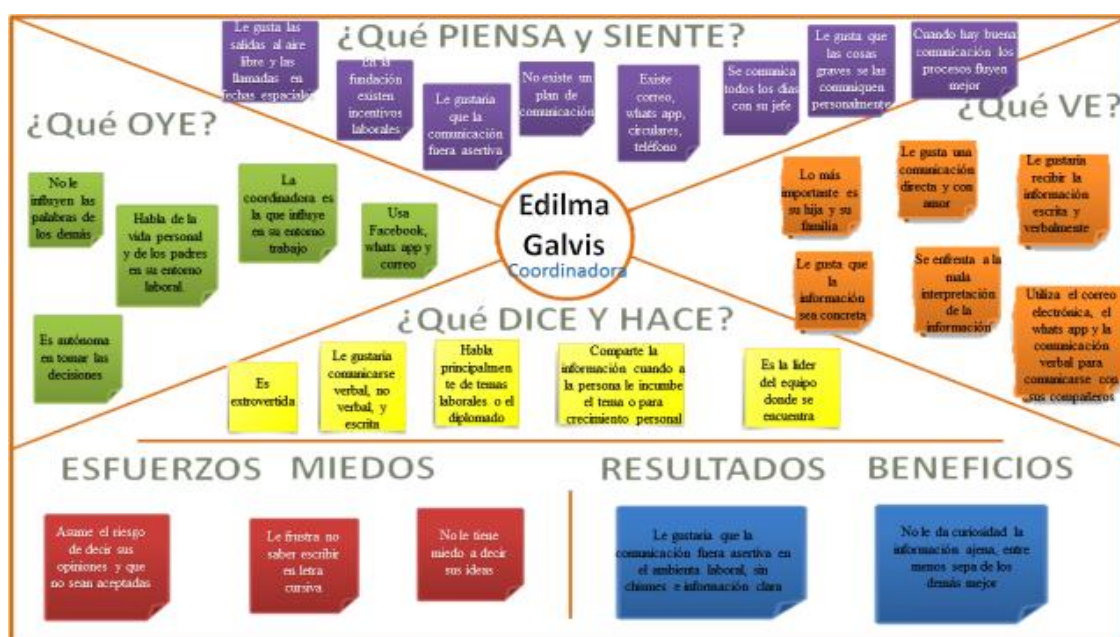 ¿Qué PIENSA y SIENTE?
Le gusta las
salidas al aire
libre y las
llamadas en
fechas espaciales
En la
fundación
existen
incentivos
laborales
Le gustaria
que la
comunicación
fuera asertiva
No existe un
plan de
comunicación
Existe
correo,
whats app,
circulares,
teléfono
Se comunica
todos los dias
con su jefe
Le gusta que
las cosas
graves se las
comuniquen
personalmente
Cuando hay buena
comunicación los
procesos fluyen
mejor
¿Qué OYE?
No le
influyen las
palabras de
los demás
Habla de la
vida personal
y de los padres
en su entorno
laboral.
La
coordinadora es
la que influye
en su entorno
trabajo
Usa
Facebook,
whats app y
correo
Es autónoma
en tomar las
decisiones
Edilma
Galvis
Coordinadora
¿Qué VE?
Lo más
importante es
su hija y su
familia
Le gusta una
comunicación
directa y con
amor
Le gustaria
recibir la
información
escrita y
verbalmente
Le gusta que
la
información
sea concreta
Se enfrenta a la
mala
interpretación
de la
información
Utiliza el correo
electrónica, el
whats app y la
comunicación
verbal para
comunicarse con
sus compañeros
¿Qué DICE Y HACE?
Es
extrovertida
Le gustaria
comunicarse
verbal, no
verbal, y
escrita
Habla
principalmen
te de temas
laborales o el
diplomado
Comparte la
información cuando a
la persona le incumbe
el tema o para
crecimiento personal
Es la lider
del equipo
donde se
encuentra
ESFUERZOS MIEDOS
Asume el riesgo
de decir sus
opiniones y que
no sean aceptadas
Le frustra no
saber escribir
en letra
cursiva
No le tiene
miedo a decir
sus ideas
RESULTADOS BENEFICIOS
Le gustaria que la
comunicación fuera asertiva en
el ambienta laboral, sin
chismes e información clara
No le da curiosidad la
información ajena, entre
menos sepa de los
demás mejor